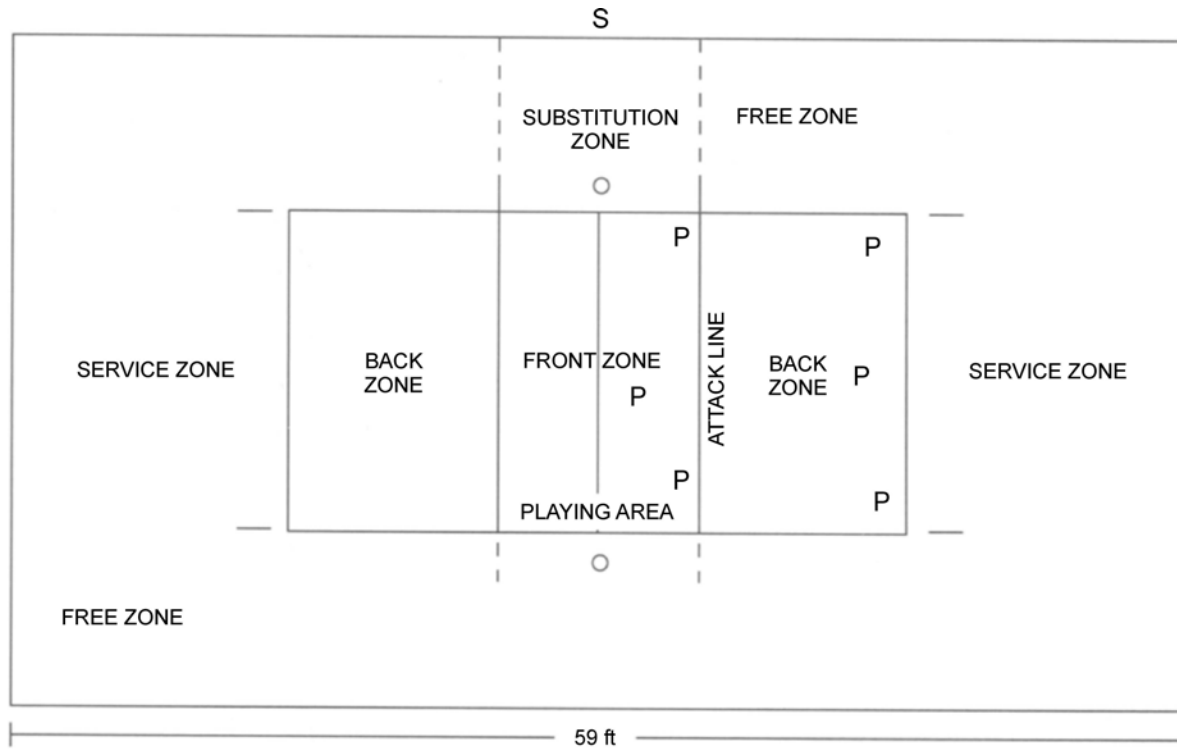 S
SUBSTITUTION
ZONE
FREE ZONE
P
P
SERVICE ZONE
BACK
ZONE
FRONT ZONE
P
ATTACK LINE
BACK
ZONE
P
SERVICE ZONE
P
P
PLAYING AREA
FREE ZONE
59 ft